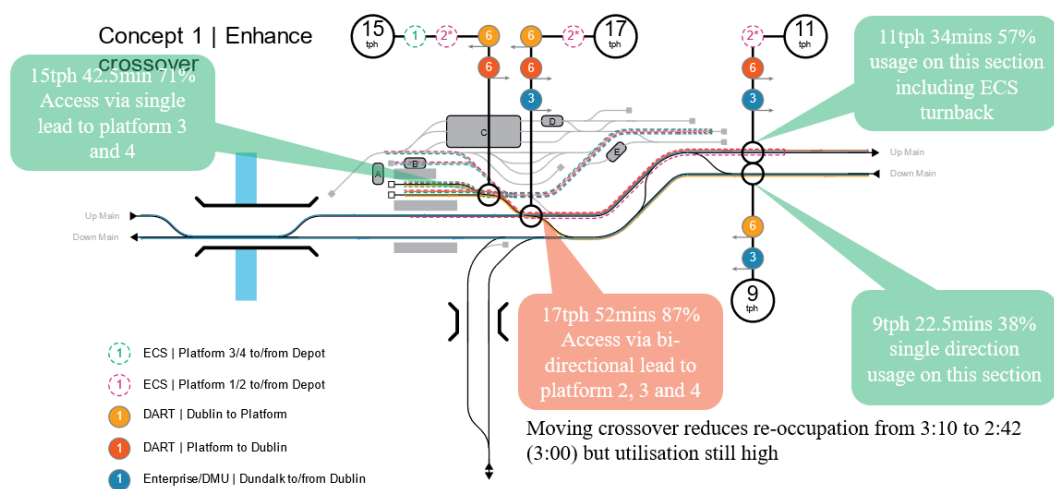 Concept 1 | Enhance
crossover
15
tph
1
2*
6
6
6
6
3
2*
17
tph
2*
11
tph
6
3
15tph 42.5min 71%
Access via single
lead to platform 3
and 4
11tph 34mins 57%
usage on this section
including ECS
turnback
A
B
C
D
E
Up Main
Down Main
Up Main
Down Main
6
3
9
tph
17tph 52mins 87%
Access via bi-
directional lead to
platform 2, 3 and 4
9tph 22.5mins 38%
single direction
usage on this section
1 ECS | Platform 3/4 to/from Depot
1 ECS | Platform 1/2 to/from Depot
1 DART | Dublin to Platform
1 DART | Platform to Dublin
1 Enterprise/DMU | Dundalk to/from Dublin
Moving crossover reduces re-occupation from 3:10 to 2:42
(3:00) but utilisation still high